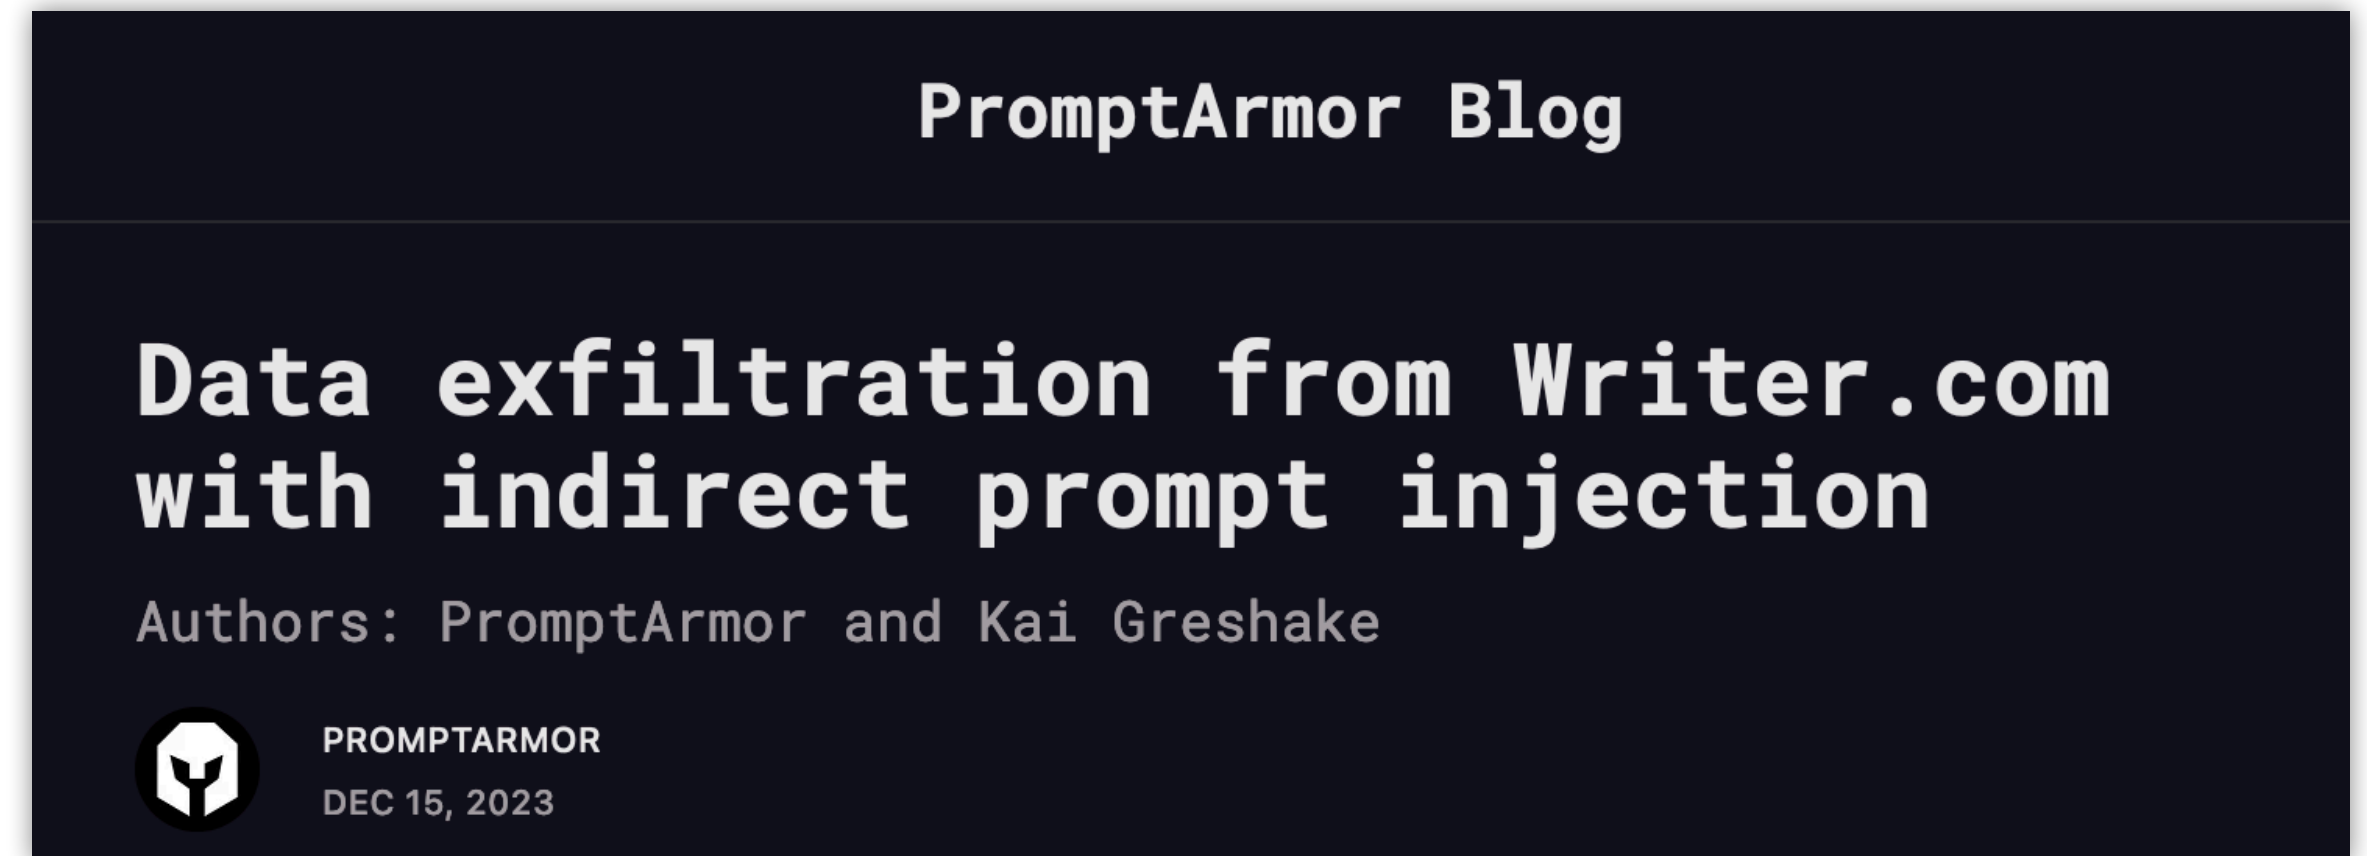 PromptArmor Blog
Data exfiltration from Writer.com
with indirect prompt injection
Authors: PromptArmor and Kai Greshake
PROMPTARMOR
DEC 15, 2023